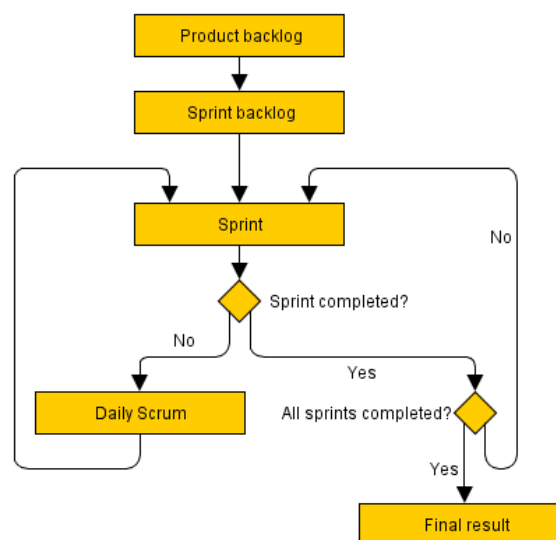 Product backlog
Sprint backlog
Sprint
No
Sprint completed?
No
Yes
Daily Scrum
All sprints completed?
Yes
Final result